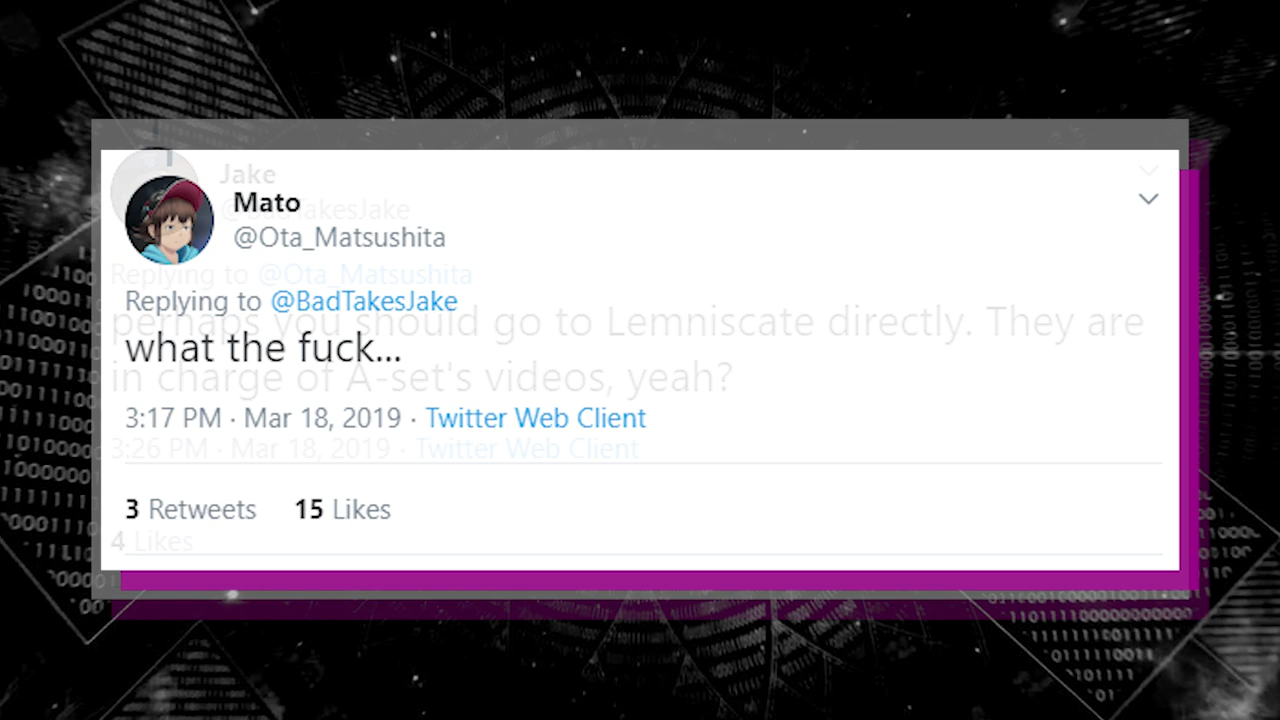 Jake
Mato
@BadTakesJake
@Ota_Matsushita
Replying to @Ota_Matsushita
Replying to @BadTakesJake
perhaps you should go to Lemniscate directly. They are
what the fuck...
in charge of A-set's videos, yeah?
3:17 PM · Mar 18, 2019 · Twitter Web Client
3:26 PM · Mar 18, 2019 · Twitter Web Client
3 Retweets 15 Likes
4 Likes